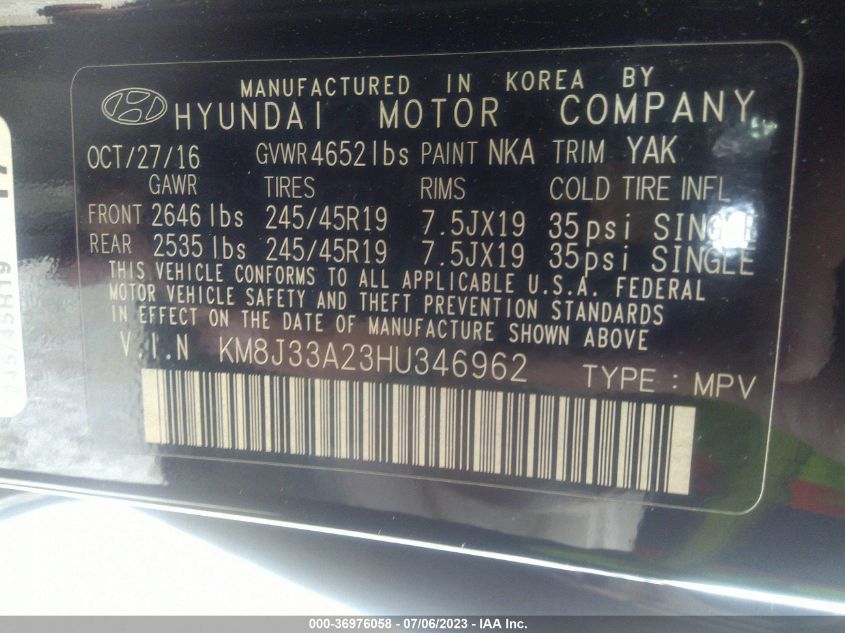 MANUFACTURED IN KOREA BY
HYUNDAI MOTOR COMPANY
OCT/27/16 GVWR 4652 lbs PAINT NKA TRIM YAK
GAWR TIRES RIMS COLD TIRE INFL
FRONT 2646 lbs 245/45R19 7.5JX19 35psi SINGLE
REAR 2535 lbs 245/45R19 7.5JX19 35psi SINGLE
THIS VEHICLE CONFORMS TO ALL APPLICABLE U.S.A. FEDERAL
MOTOR VEHICLE SAFETY AND THEFT PREVENTION STANDARDS
IN EFFECT ON THE DATE OF MANUFACTURE SHOWN ABOVE
V.I.N KM8J33A23HU346962 TYPE : MPV
000-36976058 - 07/06/2023 - IAAI.com